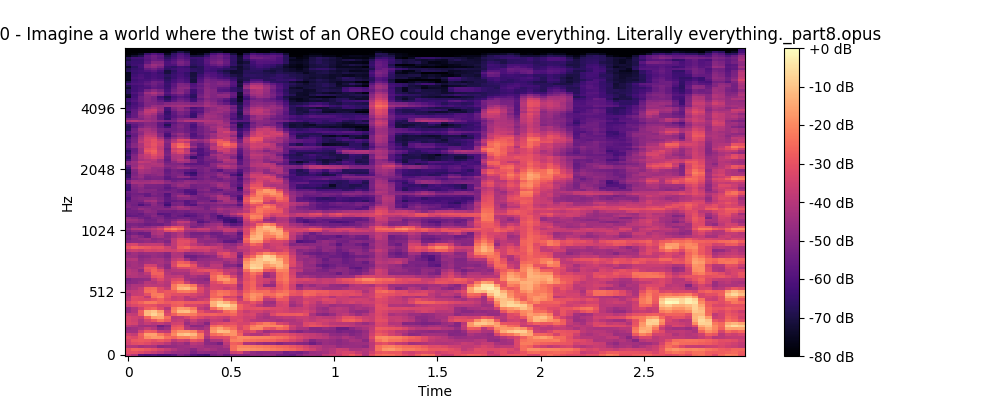 0 - Imagine a world where the twist of an OREO could change everything. Literally everything._part8.opus
+0 dB
-10 dB
-20 dB
-30 dB
-40 dB
-50 dB
-60 dB
-70 dB
-80 dB
4096
2048
1024
512
0
Hz
0 0.5 1 1.5 2 2.5
Time